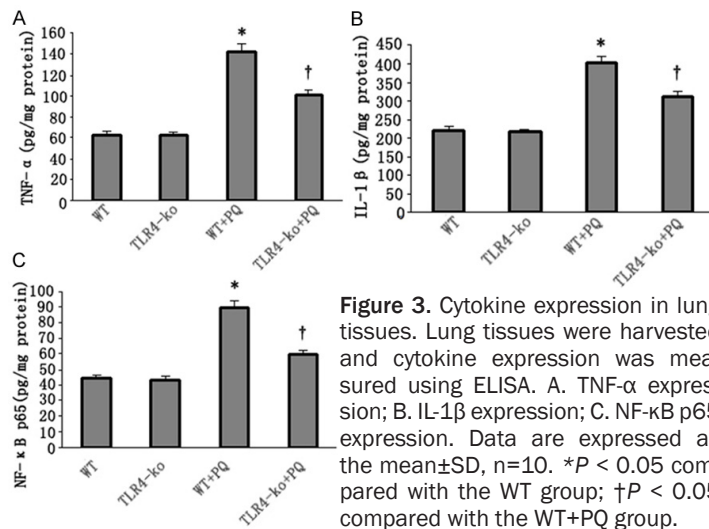 A
TNF-α (pg/mg protein)
160
140
120
100
80
60
40
20
0
*
†
WT
TLR4-ko
WT+PQ
TLR4-ko+PQ
B
IL-1β (pg/mg protein)
450
400
350
300
250
200
150
100
50
0
*
†
WT
TLR4-ko
WT+PQ
TLR4-ko+PQ
C
NF-κB p65(pg/mg protein)
100
90
80
70
60
50
40
30
20
10
0
*
†
WT
TLR4-ko
WT+PQ
TLR4-ko+PQ
Figure 3. Cytokine expression in lung
tissues. Lung tissues were harvested
and cytokine expression was mea-
sured using ELISA. A. TNF-α expres-
sion; B. IL-1β expression; C. NF-κB p65
expression. Data are expressed a
the mean±SD, n=10. *P < 0.05 com-
pared with the WT group; †P < 0.05
compared with the WT+PQ group.